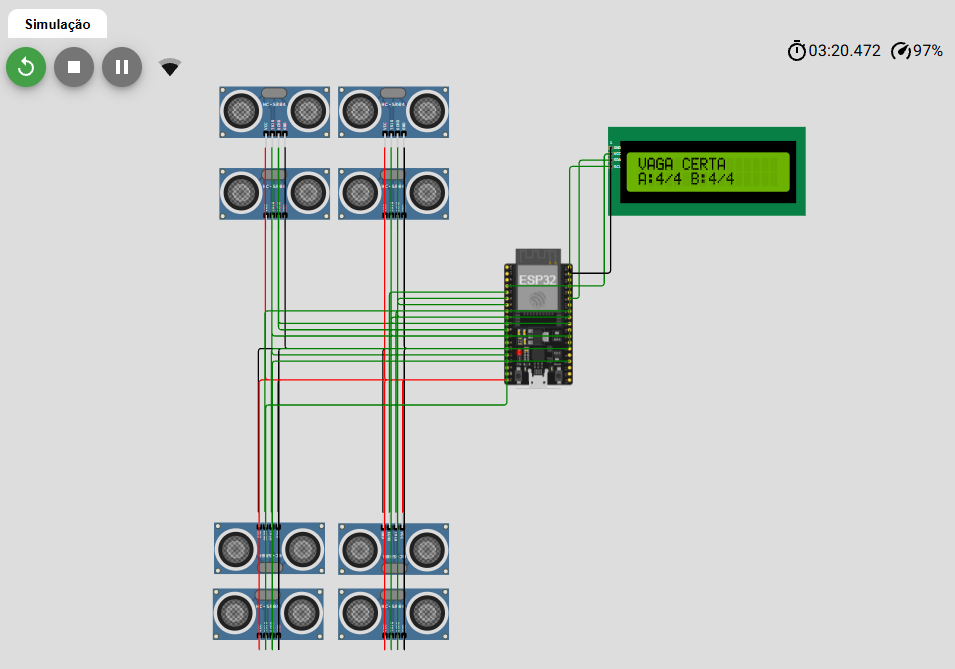 Simulação
03:20.472
97%
VAGA CERTA
A:4/4 B:4/4
ESP32